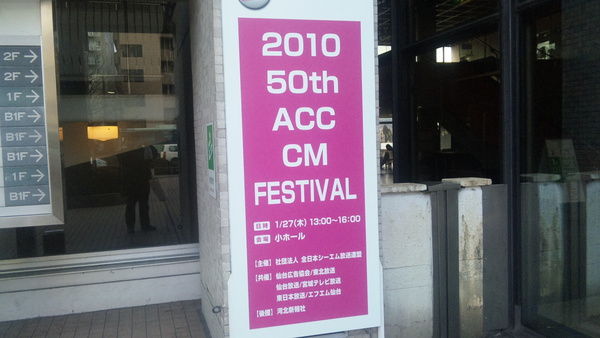 2F
2F
1F
B1F
B1F
B1F
1F
B1F
2010
50th
ACC
CM
FESTIVAL
日時 1/27(木) 13:00~16:00
会場 小ホール
【主催】社団法人 全日本シーエム放送連盟
【共催】仙台広告協会/東北放送
仙台放送/宮城テレビ放送
東日本放送/エフエム仙台
【後援】河北新報社